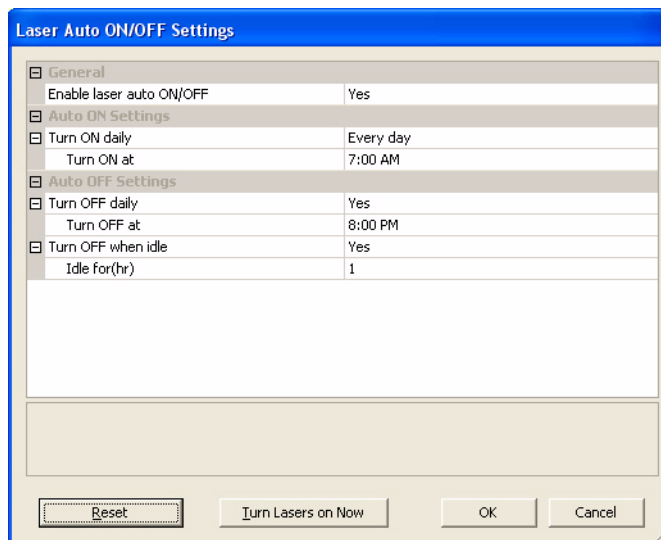 Laser Auto ON/OFF Settings
General
Enable laser auto ON/OFF Yes
Auto ON Settings
Turn ON daily Every day
Turn ON at 7:00 AM
Auto OFF Settings
Turn OFF daily Yes
Turn OFF at 8:00 PM
Turn OFF when idle Yes
Idle for(hr) 1
Reset Turn Lasers on Now OK Cancel